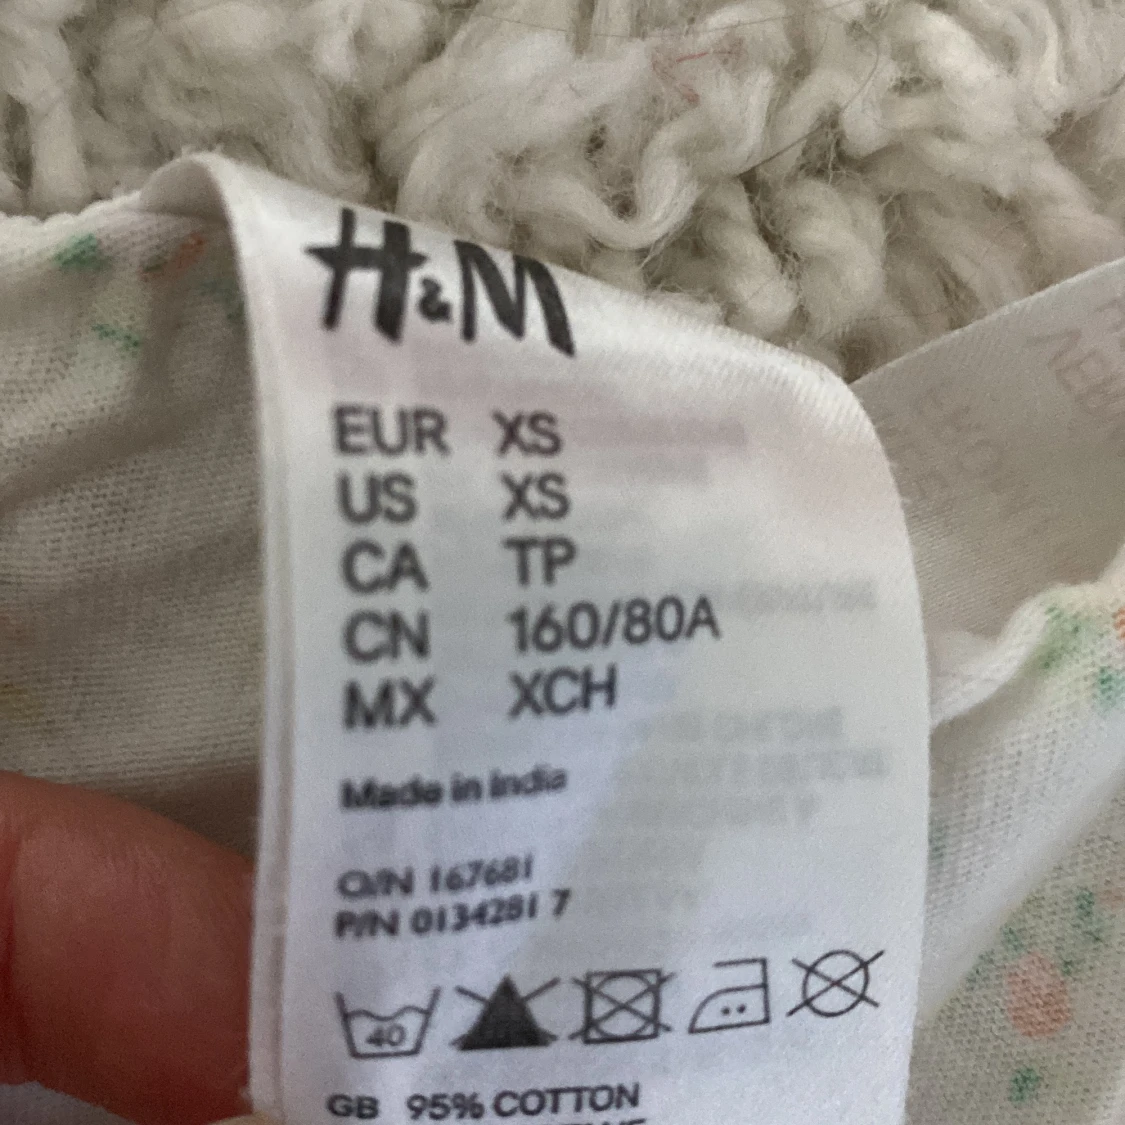 H&M
EUR XS
US XS
CA TP
CN 160/80A
MX XCH
Made in India
O/N 167681
P/N 0134281 7
40
GB 95% COTTON